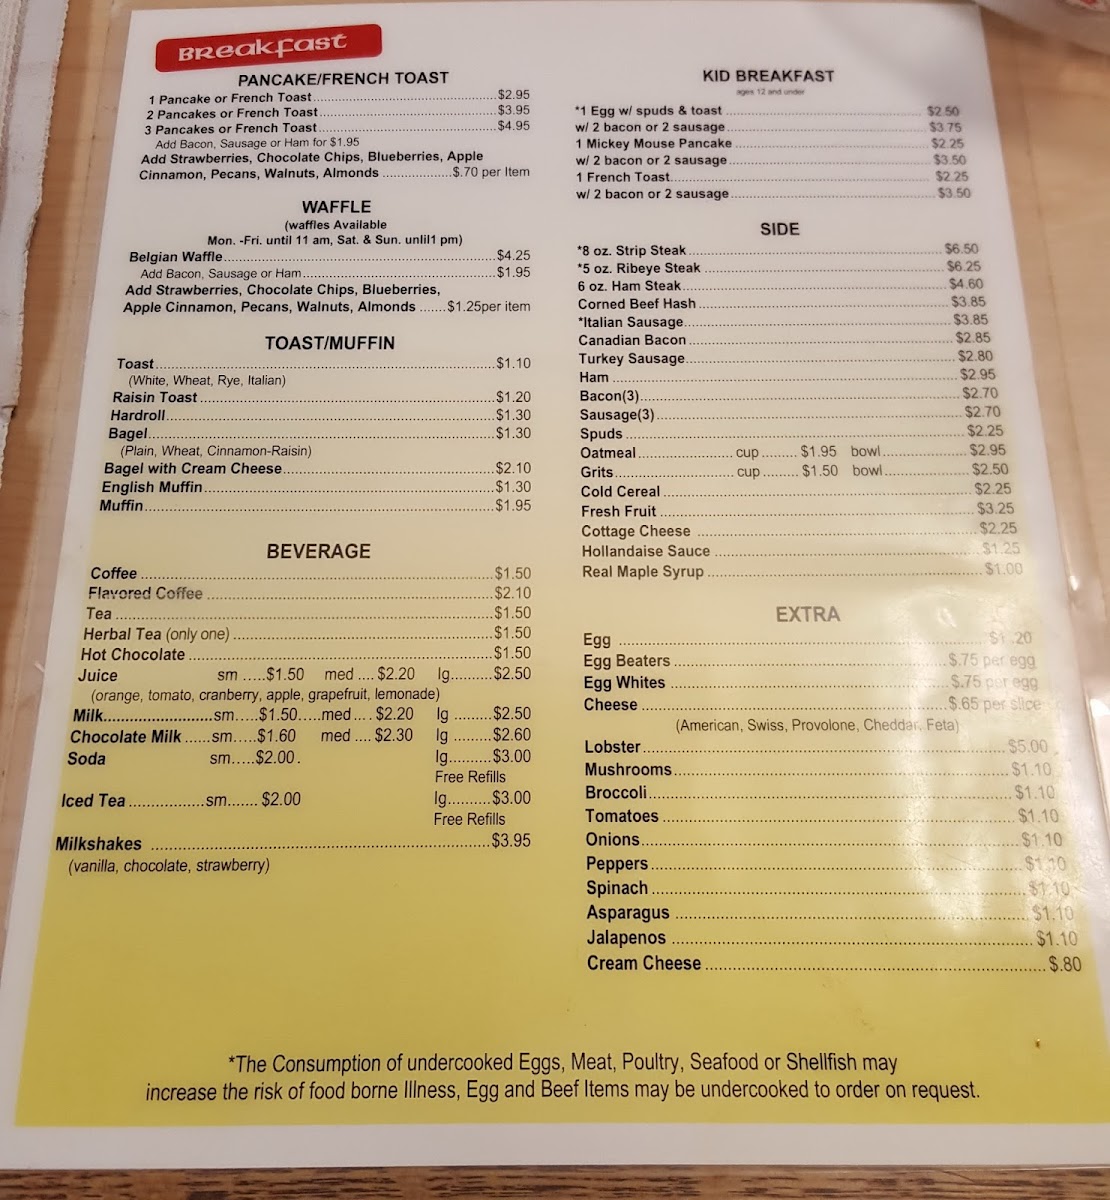 Breakfast
PANCAKE/FRENCH TOAST
1 Pancake or French Toast $2.95
2 Pancakes or French Toast $3.95
3 Pancakes or French Toast $4.95
Add Bacon, Sausage or Ham for $1.95
Add Strawberries, Chocolate Chips, Blueberries, Apple
Cinnamon, Pecans, Walnuts, Almonds $.70 per Item
WAFFLE
(waffles Available
Mon. -Fri. until 11 am, Sat. & Sun. unlil1 pm)
Belgian Waffle $4.25
Add Bacon, Sausage or Ham $1.95
Add Strawberries, Chocolate Chips, Blueberries,
Apple Cinnamon, Pecans, Walnuts, Almonds $1.25per item
TOAST/MUFFIN
Toast $1.10
(White, Wheat, Rye, Italian)
Raisin Toast $1.20
Hardroll $1.30
Bagel $1.30
(Plain, Wheat, Cinnamon-Raisin)
Bagel with Cream Cheese $2.10
English Muffin $1.30
Muffin $1.95
BEVERAGE
Coffee $1.50
Flavored Coffee $2.10
Tea $1.50
Herbal Tea (only one) $1.50
Hot Chocolate $1.50
Juice sm $1.50 med $2.20 lg $2.50
(orange, tomato, cranberry, apple, grapefruit, lemonade)
Milk sm $1.50 med $2.20 lg $2.50
Chocolate Milk sm $1.60 med $2.30 lg $2.60
Soda sm $2.00 lg $3.00
Free Refills
Iced Tea sm $2.00 lg $3.00
Free Refills
Milkshakes $3.95
(vanilla, chocolate, strawberry)
KID BREAKFAST
ages 12 and under
*1 Egg w/ spuds & toast $2.50
w/ 2 bacon or 2 sausage $3.75
1 Mickey Mouse Pancake $2.25
w/ 2 bacon or 2 sausage $3.50
1 French Toast $2.25
w/ 2 bacon or 2 sausage $3.50
SIDE
*8 oz. Strip Steak $6.50
*5 oz. Ribeye Steak $6.25
6 oz. Ham Steak $4.60
Corned Beef Hash $3.85
*Italian Sausage $3.85
Canadian Bacon $2.85
Turkey Sausage $2.80
Ham $2.95
Bacon(3) $2.70
Sausage(3) $2.70
Spuds $2.25
Oatmeal cup $1.95 bowl $2.95
Grits cup $1.50 bowl $2.50
Cold Cereal $2.25
Fresh Fruit $3.25
Cottage Cheese $2.25
Hollandaise Sauce $1.25
Real Maple Syrup $1.00
EXTRA
Egg $1.20
Egg Beaters $.75 per egg
Egg Whites $.75 per egg
Cheese $.65 per slice
(American, Swiss, Provolone, Cheddar, Feta)
Lobster $5.00
Mushrooms $1.10
Broccoli $1.10
Tomatoes $1.10
Onions $1.10
Peppers $1.10
Spinach $1.10
Asparagus $1.10
Jalapenos $1.10
Cream Cheese $.80
*The Consumption of undercooked Eggs, Meat, Poultry, Seafood or Shellfish may
increase the risk of food borne Illness, Egg and Beef Items may be undercooked to order on request.